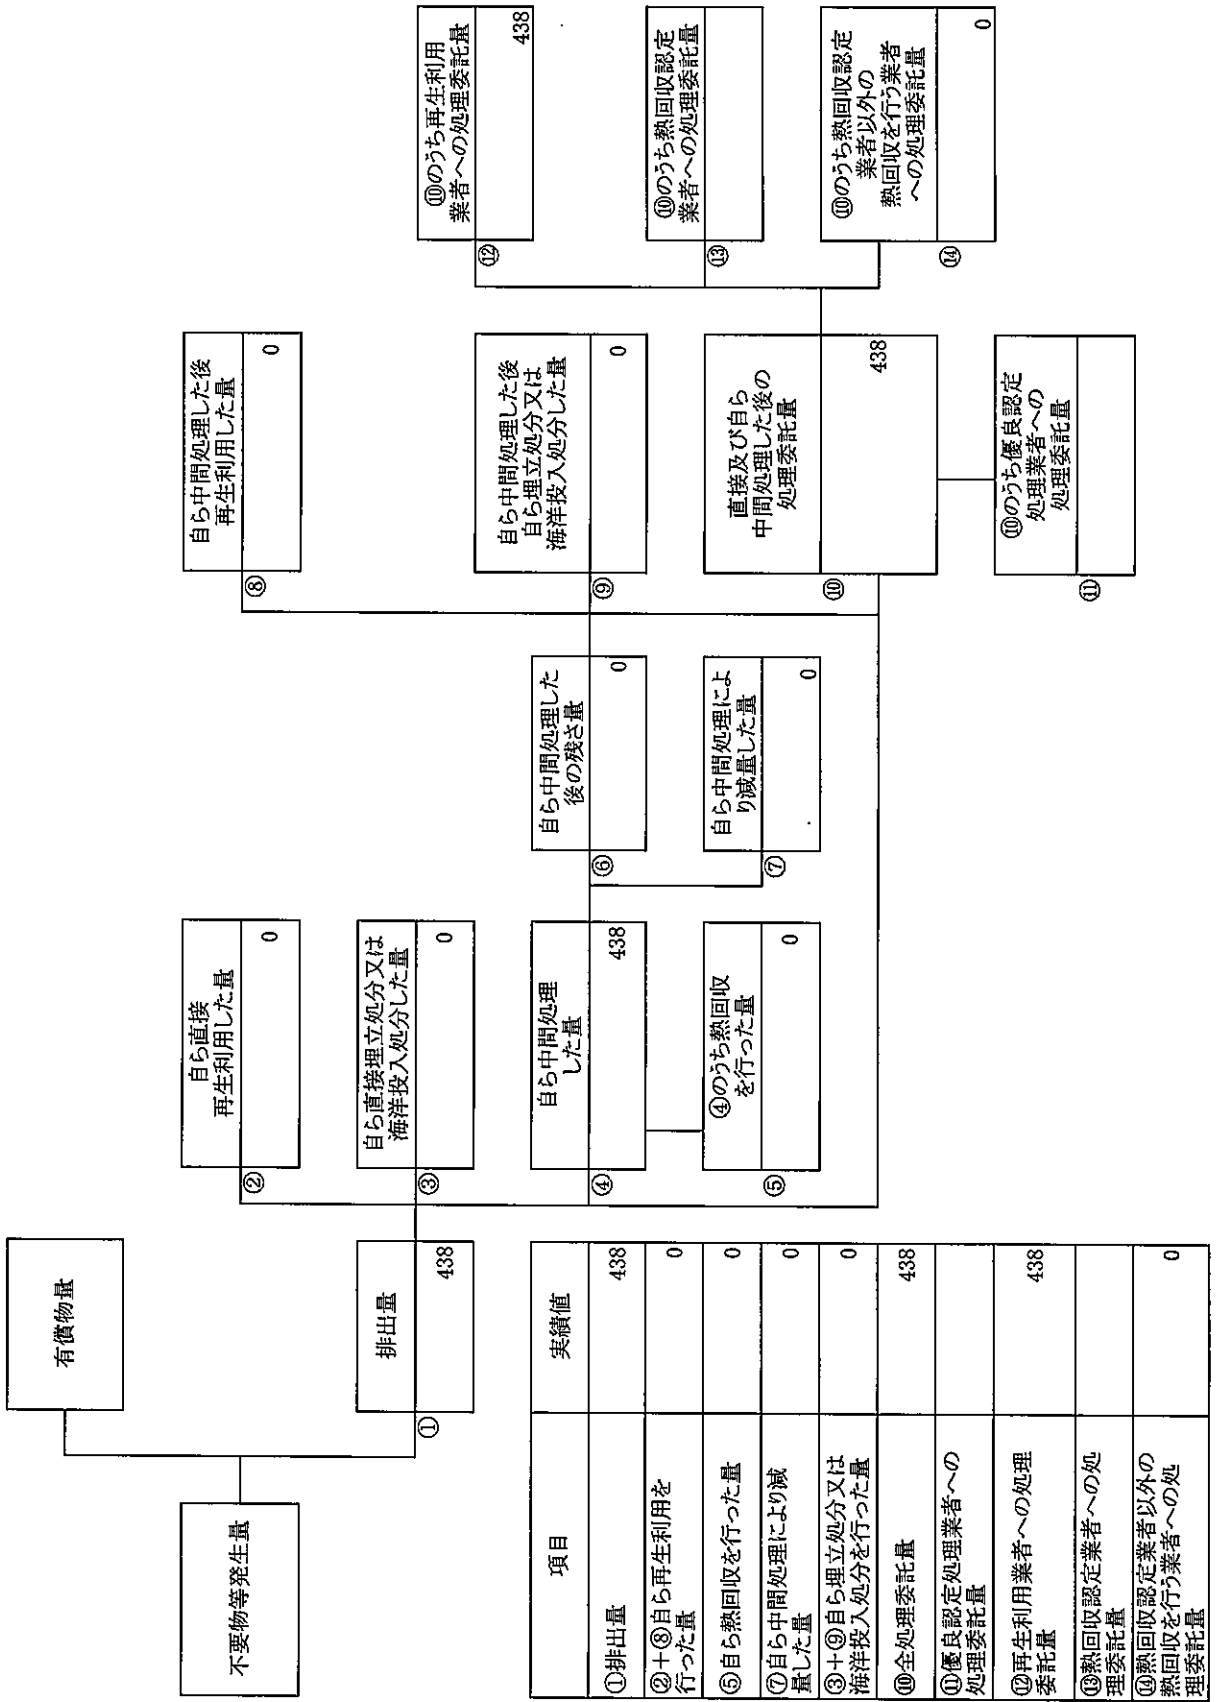 不要物等発生量
有償物量
①
排出量
438
②
自ら直接
再生利用した量
0
③
自ら直接埋立処分又は
海洋投入処分した量
0
④
自ら中間処理
した量
438
⑤
④のうち熱回収
を行った量
0
⑥
自ら中間処理した
後の残さ量
0
⑦
自ら中間処理によ
り減量した量
0
⑧
自ら中間処理した後
再生利用した量
0
⑨
自ら中間処理した後
自ら埋立処分又は
海洋投入処分した量
0
⑩
直接及び自ら
中間処理した後の
処理委託量
438
⑪
⑩のうち優良認定
処理業者への
処理委託量
⑫
⑩のうち再生利用
業者への処理委託量
438
⑬
⑩のうち熱回収認定
業者への処理委託量
⑭
⑩のうち熱回収認定
業者以外の
熱回収を行う業者
への処理委託量
0
項目 実績値
①排出量 438
②+⑧自ら再生利用を
行った量 0
⑤自ら熱回収を行った量 0
⑦自ら中間処理により減
量した量 0
③+⑨自ら埋立処分又は
海洋投入処分を行った量 0
⑩全処理委託量 438
⑪優良認定処理業者への
処理委託量
⑫再生利用業者への処理
委託量 438
⑬熱回収認定業者への処
理委託量
⑭熱回収認定業者以外の
熱回収を行う業者への処
理委託量 0